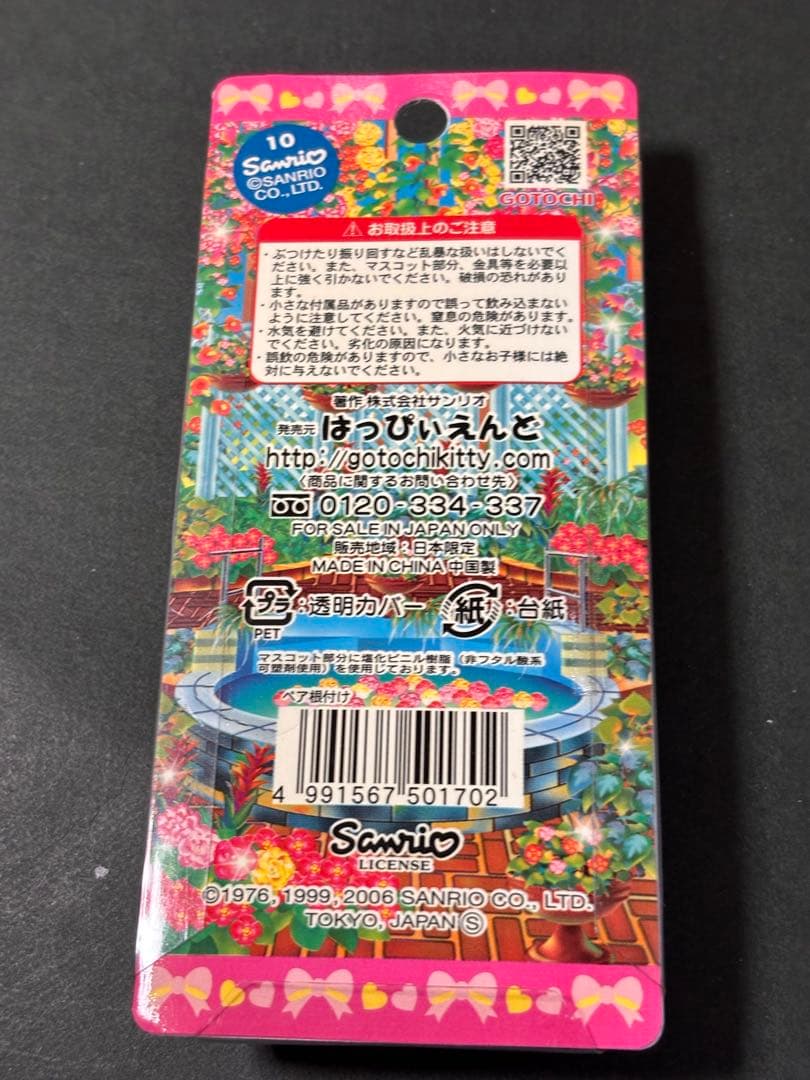 10
Sanrio
©SANRIO
CO., LTD.
GOTOCHI
⚠ お取扱上のご注意
・ぶつけたり振り回すなど乱暴な扱いはしないでく
ださい。また、マスコット部分、金具等を必要以
上に強く引かないでください。破損の恐れがあり
ます。
・小さな付属品がありますので誤って飲み込まない
ように注意してください。窒息の危険があります。
・水気を避けてください。また、火気に近づけない
でください。劣化の原因になります。
・誤飲の危険がありますので、小さなお子様には絶
対に与えないでください。
著作 株式会社サンリオ
発売元 はっぴぃえんど
http://gotochikitty.com
〈商品に関するお問い合わせ先〉
0120-334-337
FOR SALE IN JAPAN ONLY
販売地域：日本限定
MADE IN CHINA 中国製
プラ：透明カバー 紙：台紙
PET
マスコット部分に塩化ビニル樹脂（非フタル酸系
可塑剤使用）を使用しております。
ペア根付け
4 991567 501702
Sanrio
LICENSE
©1976, 1999, 2006 SANRIO CO., LTD.
TOKYO, JAPAN Ⓢ